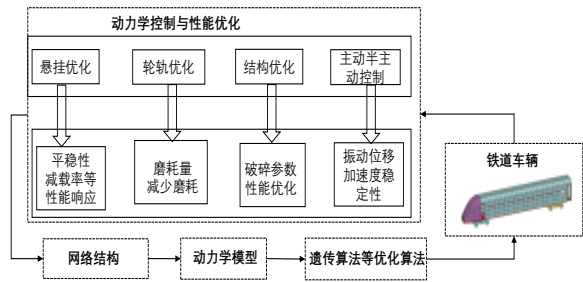 动力学控制与性能优化
悬挂优化
轮轨优化
结构优化
主动半主
动控制
平稳性
减载率等
性能响应
磨耗量
减少磨耗
破碎参数
性能优化
振动位移
加速度稳
定性
铁道车辆
网络结构
动力学模型
遗传算法等优化算法